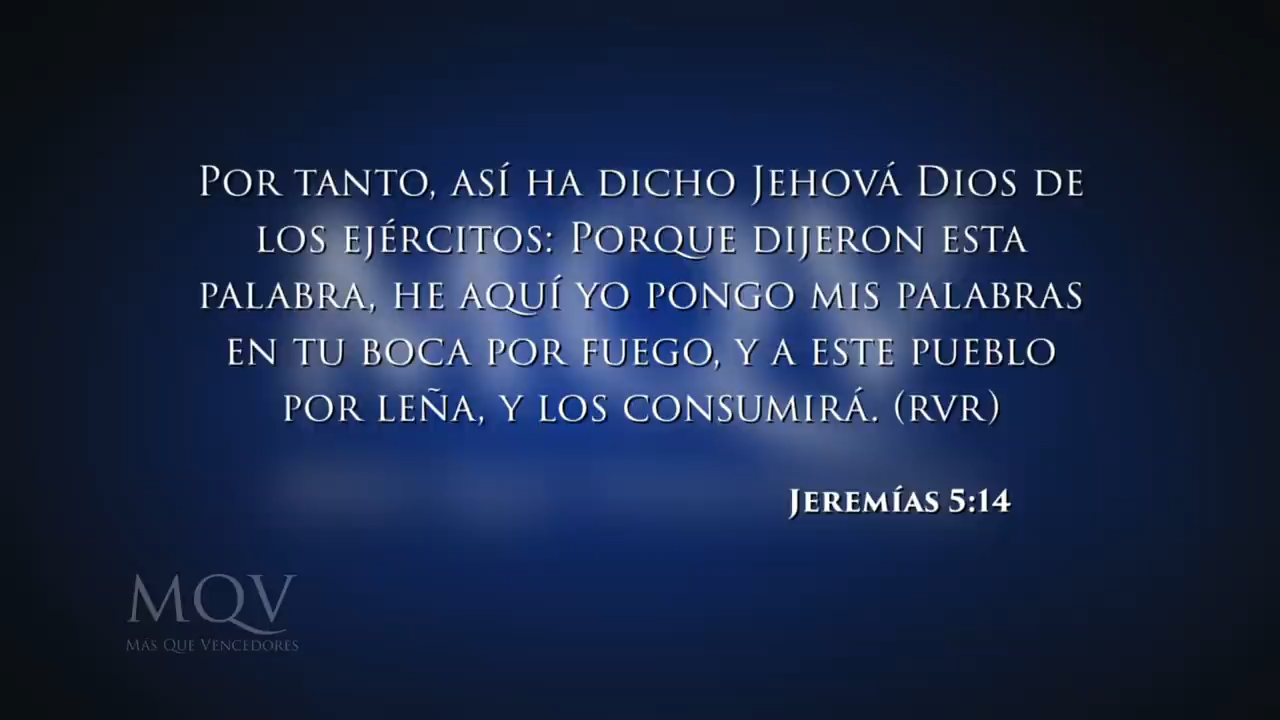 Por tanto, así ha dicho Jehová Dios de
los ejércitos: Porque dijeron esta
palabra, he aquí yo pongo mis palabras
en tu boca por fuego, y a este pueblo
por leña, y los consumirá. (rvr)
Jeremías 5:14
MQV
Más Que Vencedores